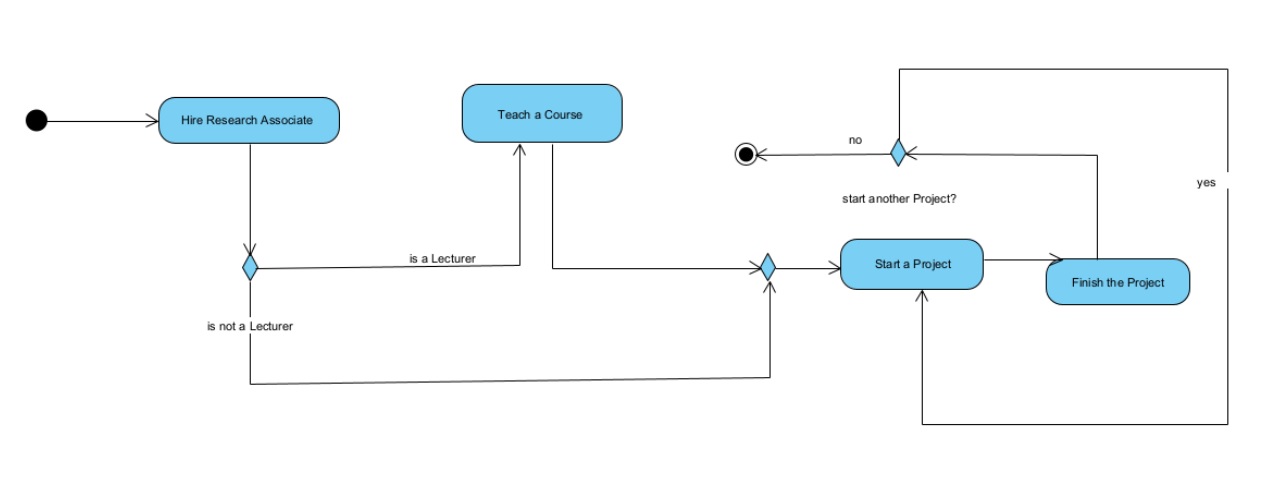 Hire Research Associate
Teach a Course
no
yes
start another Project?
is a Lecturer
Start a Project
Finish the Project
is not a Lecturer